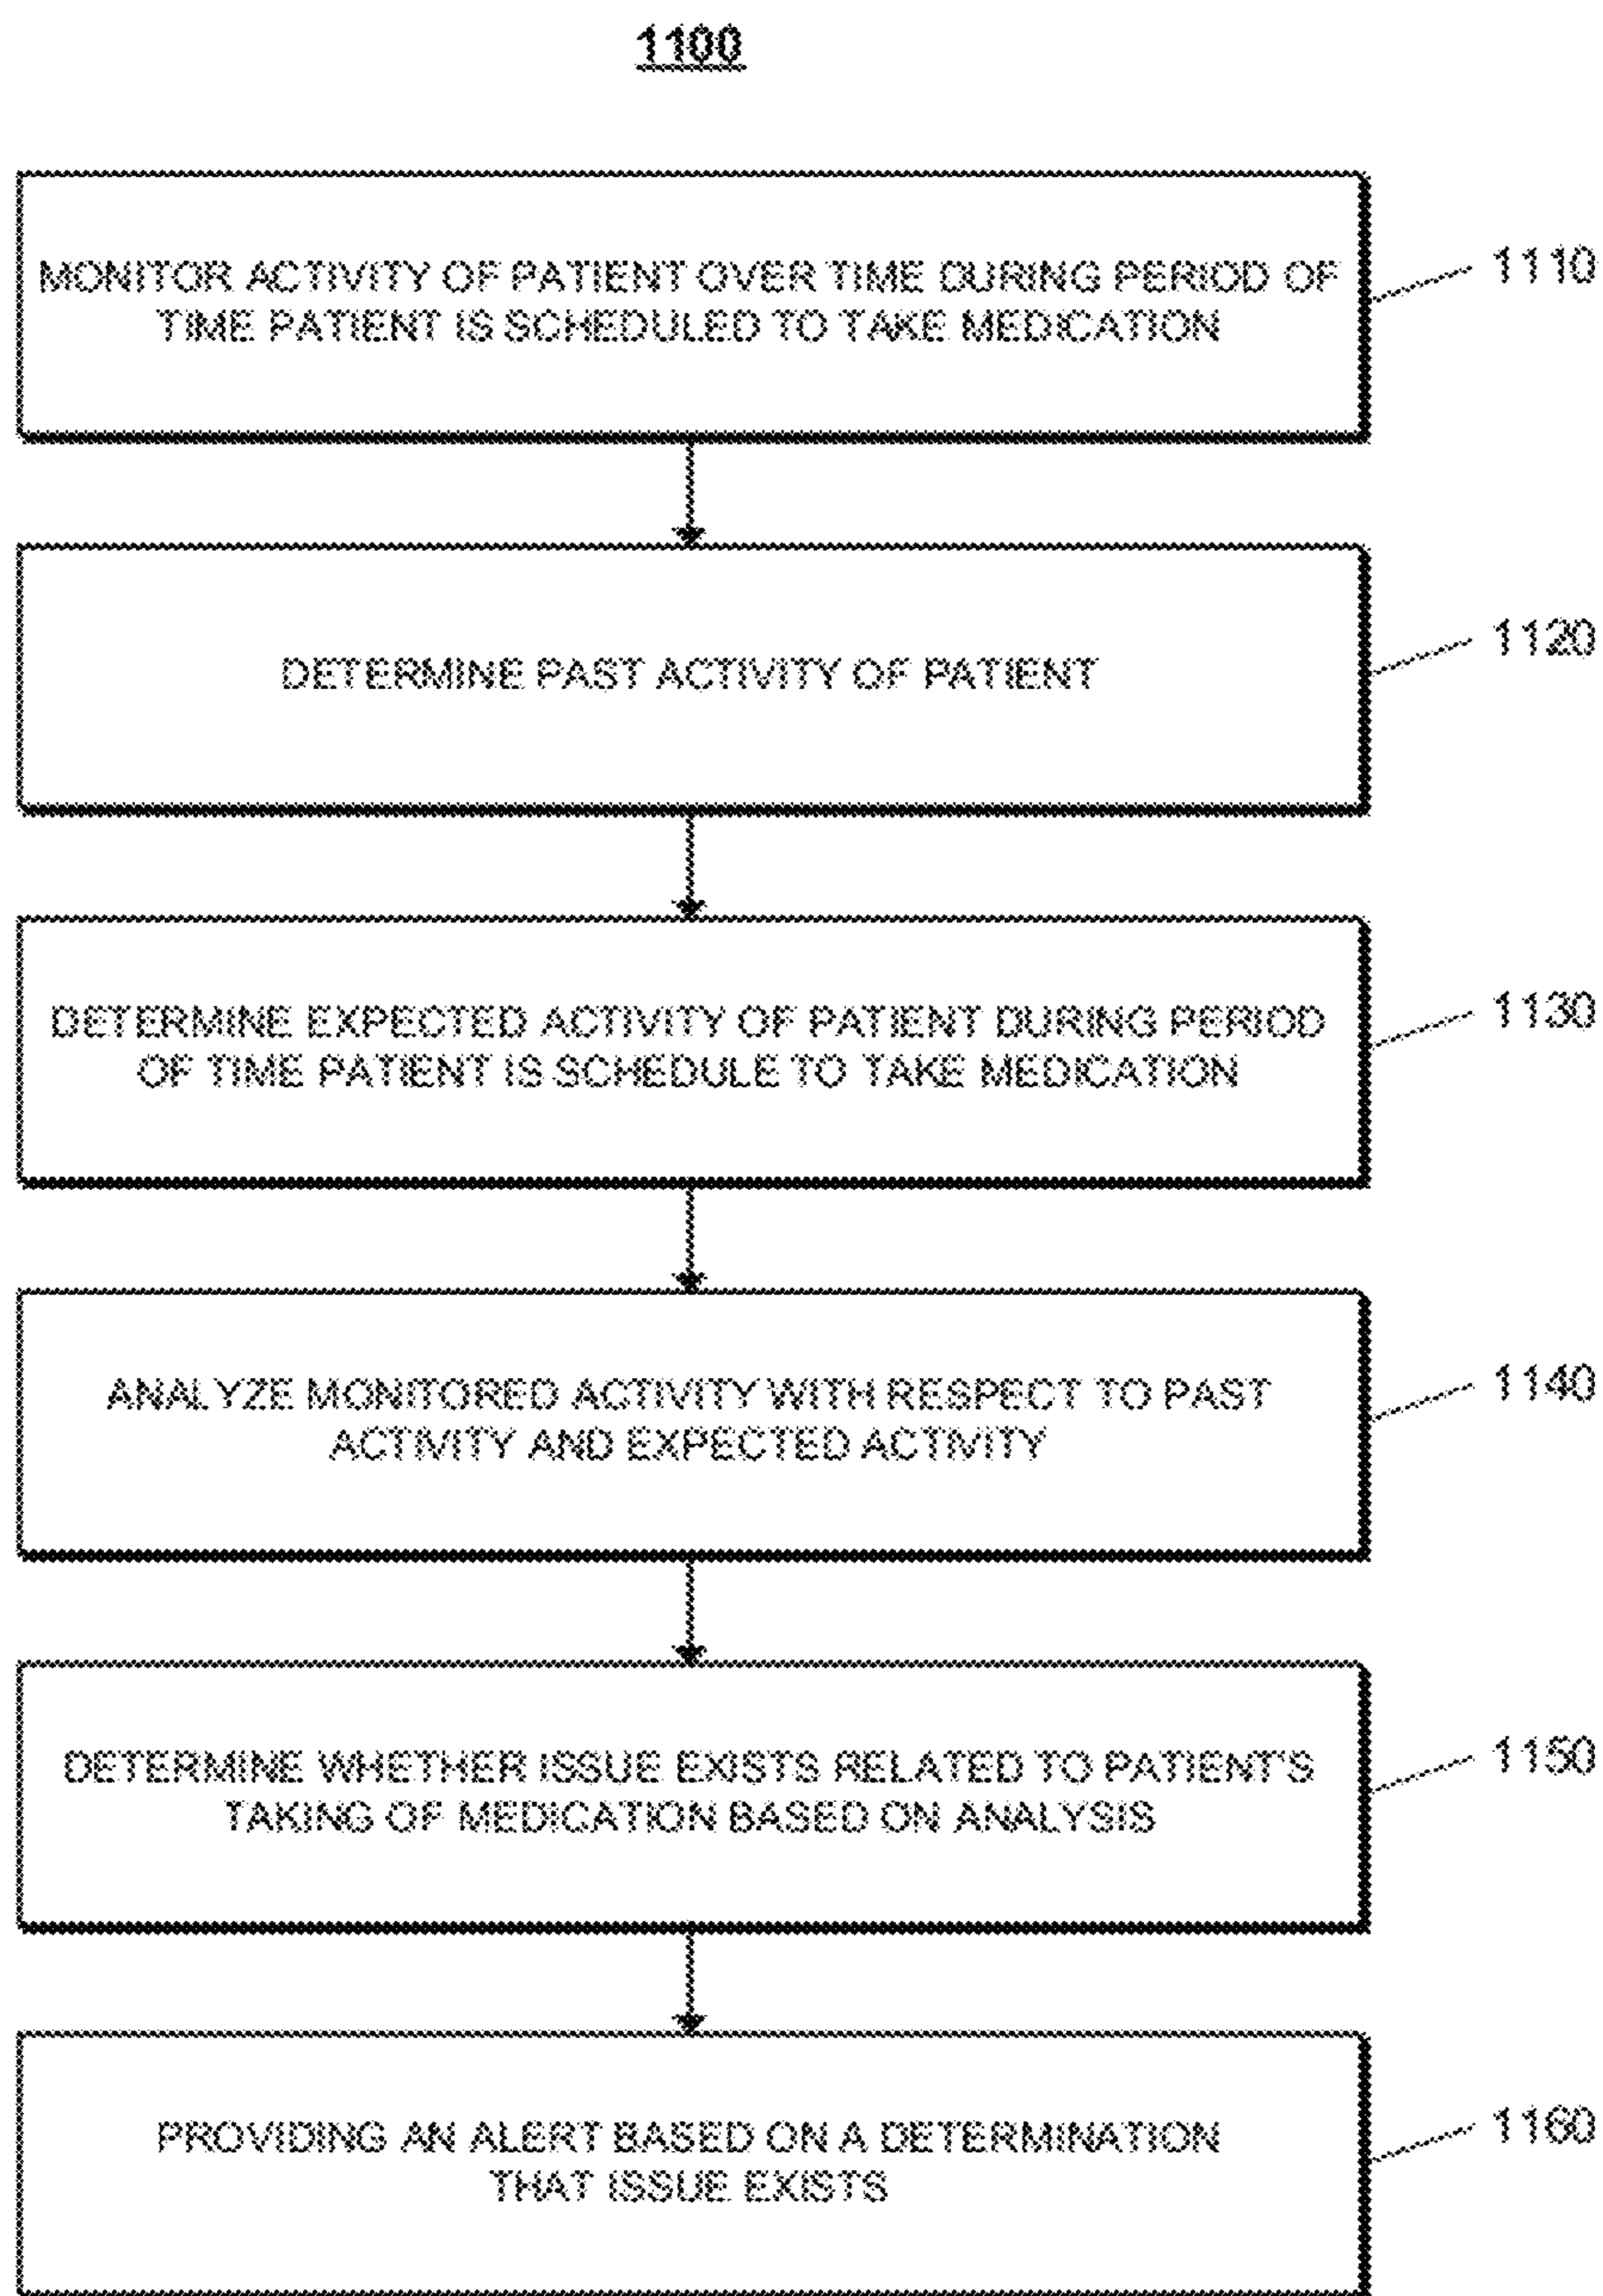 1100
MONITOR ACTIVITY OF PATIENT OVER TIME DURING PERIOD OF
TIME PATIENT IS SCHEDULED TO TAKE MEDICATION
1110
DETERMINE PAST ACTIVITY OF PATIENT
1120
DETERMINE EXPECTED ACTIVITY OF PATIENT DURING PERIOD
OF TIME PATIENT IS SCHEDULE TO TAKE MEDICATION
1130
ANALYZE MONITORED ACTIVITY WITH RESPECT TO PAST
ACTIVITY AND EXPECTED ACTIVITY
1140
DETERMINE WHETHER ISSUE EXISTS RELATED TO PATIENT'S
TAKING OF MEDICATION BASED ON ANALYSIS
1150
PROVIDING AN ALERT BASED ON A DETERMINATION
THAT ISSUE EXISTS
1160